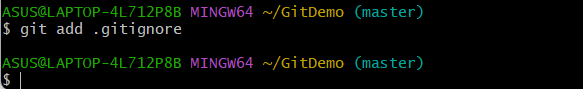 ASUS@LAPTOP-4L712P8B MINGW64 ~/GitDemo (master)
$ git add .gitignore
ASUS@LAPTOP-4L712P8B MINGW64 ~/GitDemo (master)
$